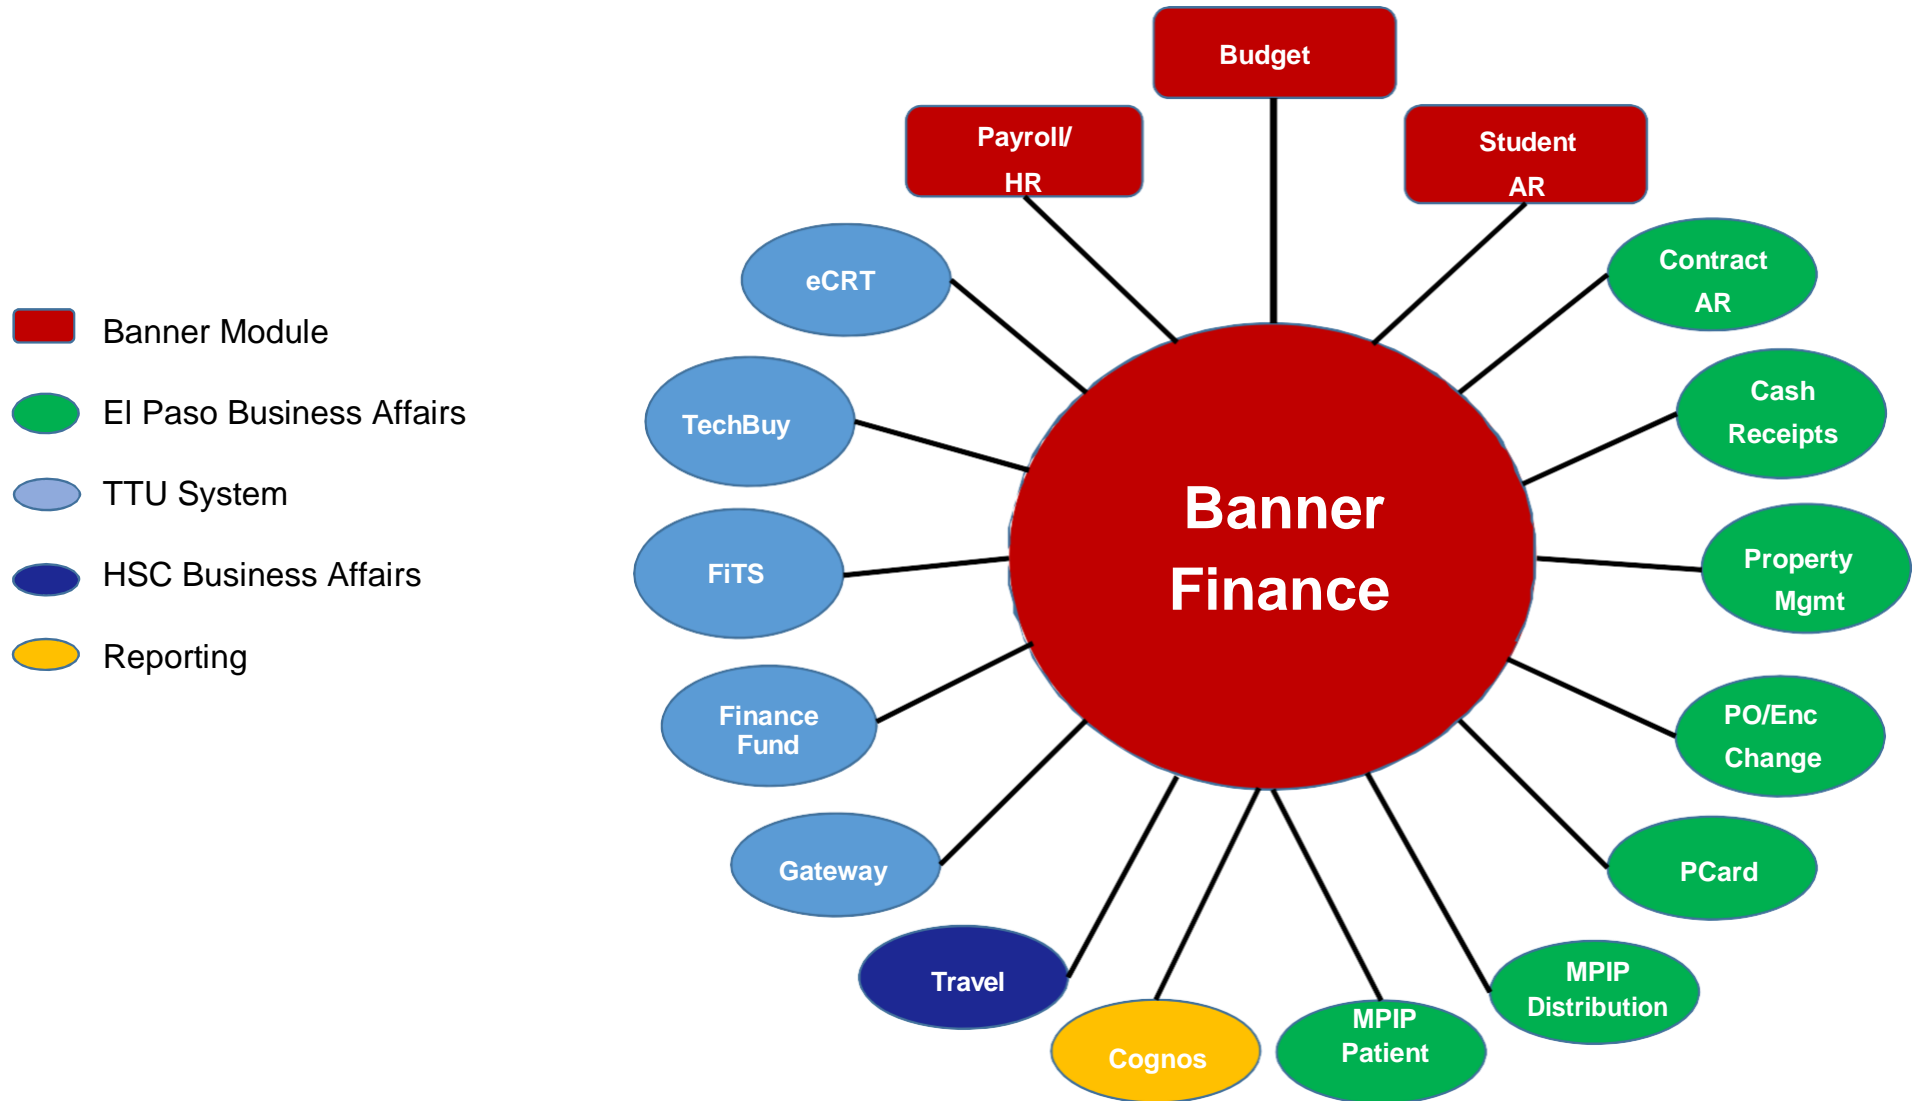 Budget
Payroll/
HR
Student
AR
eCRT
Contract
AR
Banner Module
TechBuy
Cash
Receipts
El Paso Business Affairs
TTU System
Banner
Finance
FiTS
Property
Mgmt
HSC Business Affairs
Reporting
Finance
Fund
PO/Enc
Change
Gateway
PCard
Travel
MPIP
Distribution
Cognos
MPIP
Patient